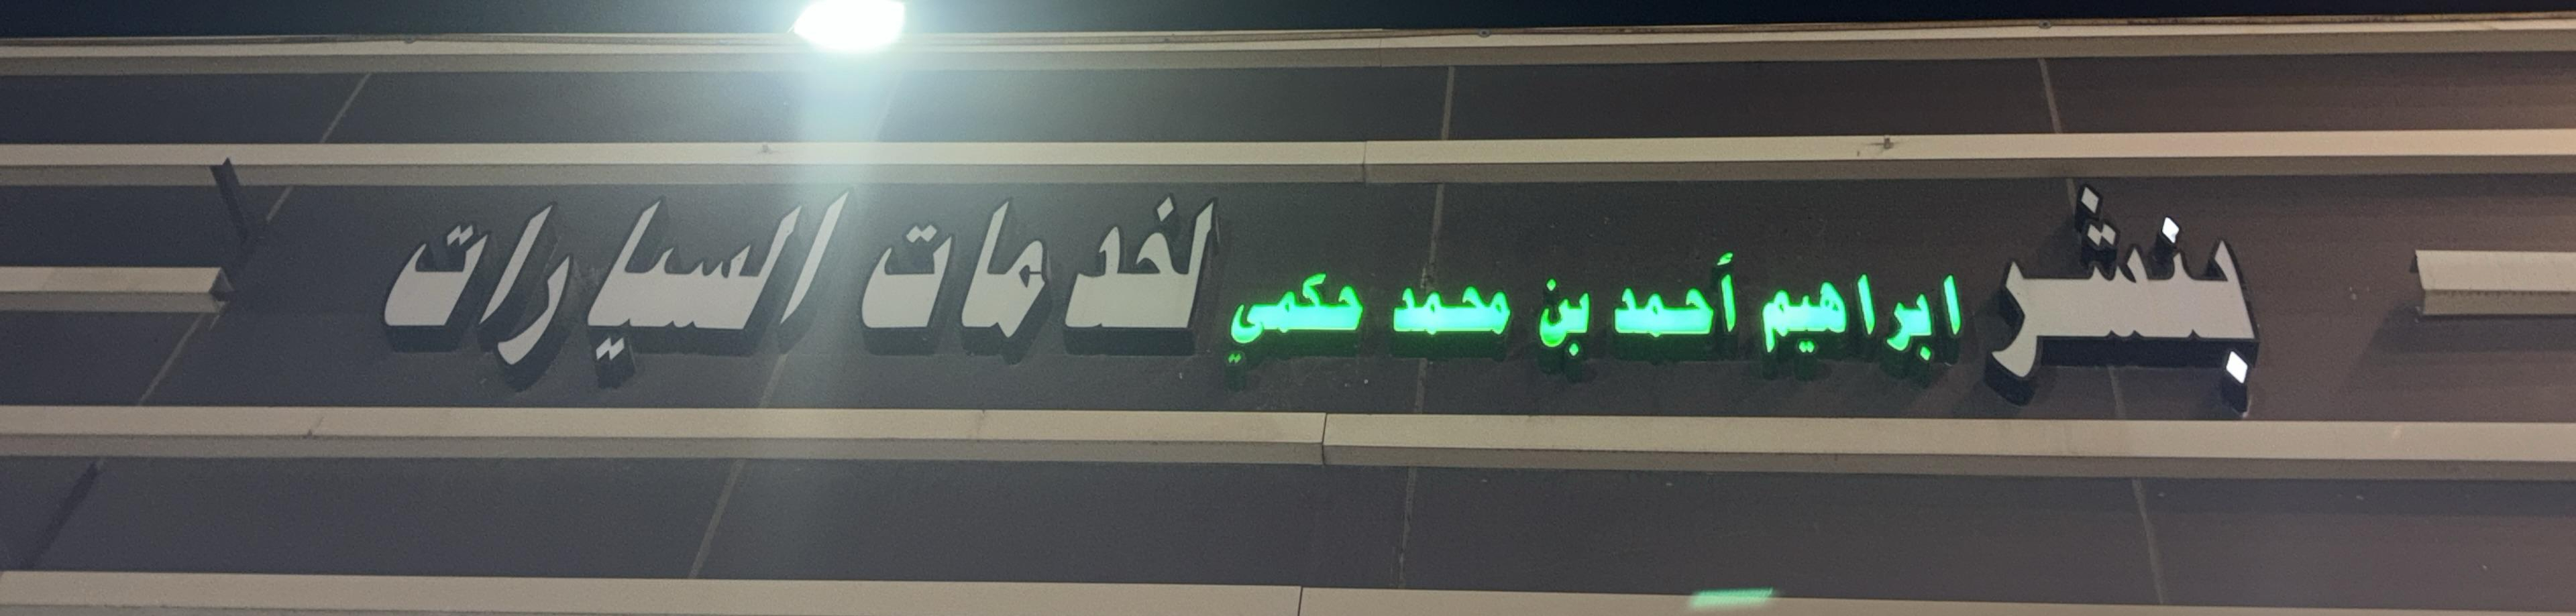 بنشر ابراهيم أحمد بن محمد حكمي لخدمات السيارات